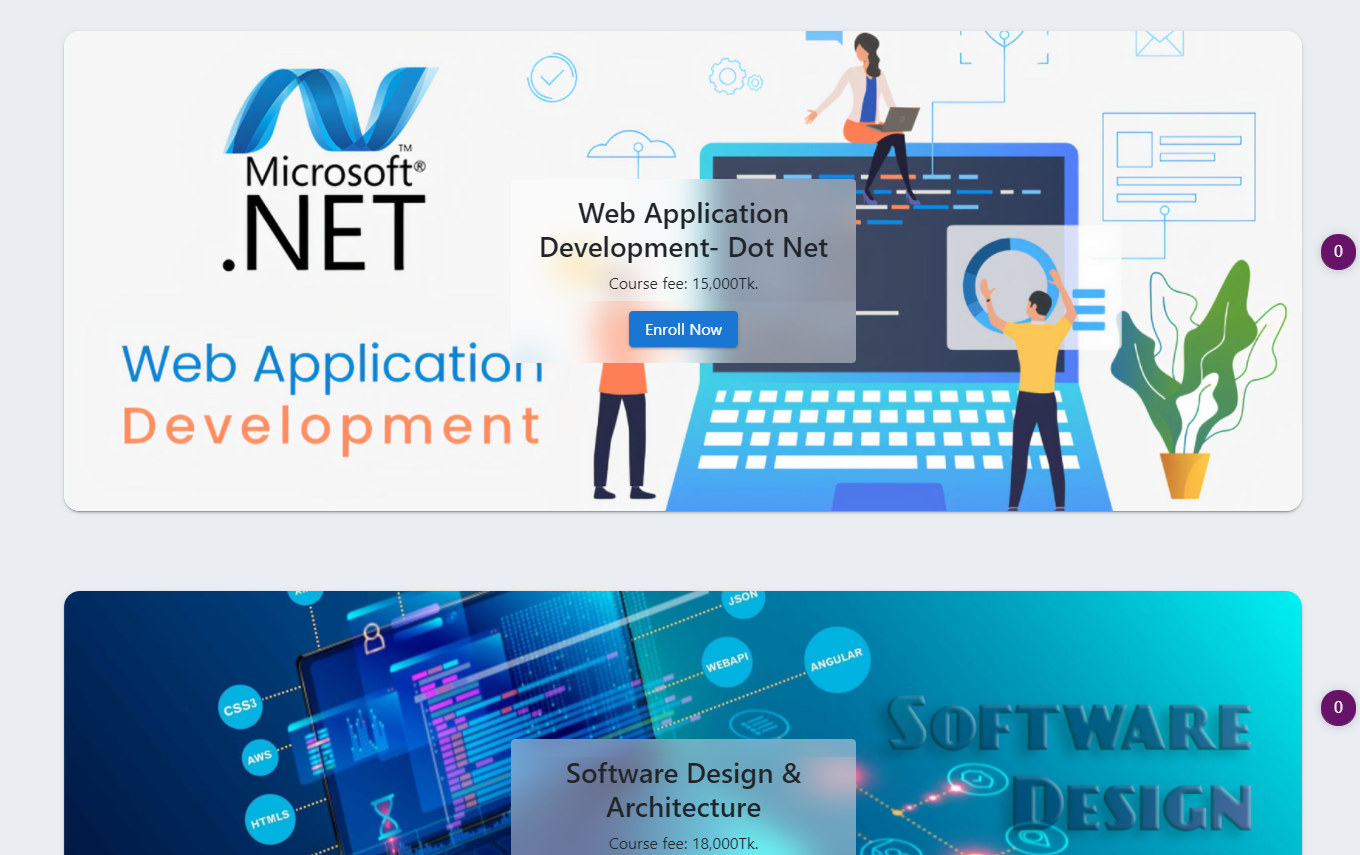 Microsoft®
.NET
TM
Web Application
Development
Web Application
Development- Dot Net
Course fee: 15,000Tk.
Enroll Now
0
JSON
WEBAPI
ANGULAR
CSS3
AWS
HTML5
SOFTWARE
DESIGN
0
Software Design &
Architecture
Course fee: 18,000Tk.